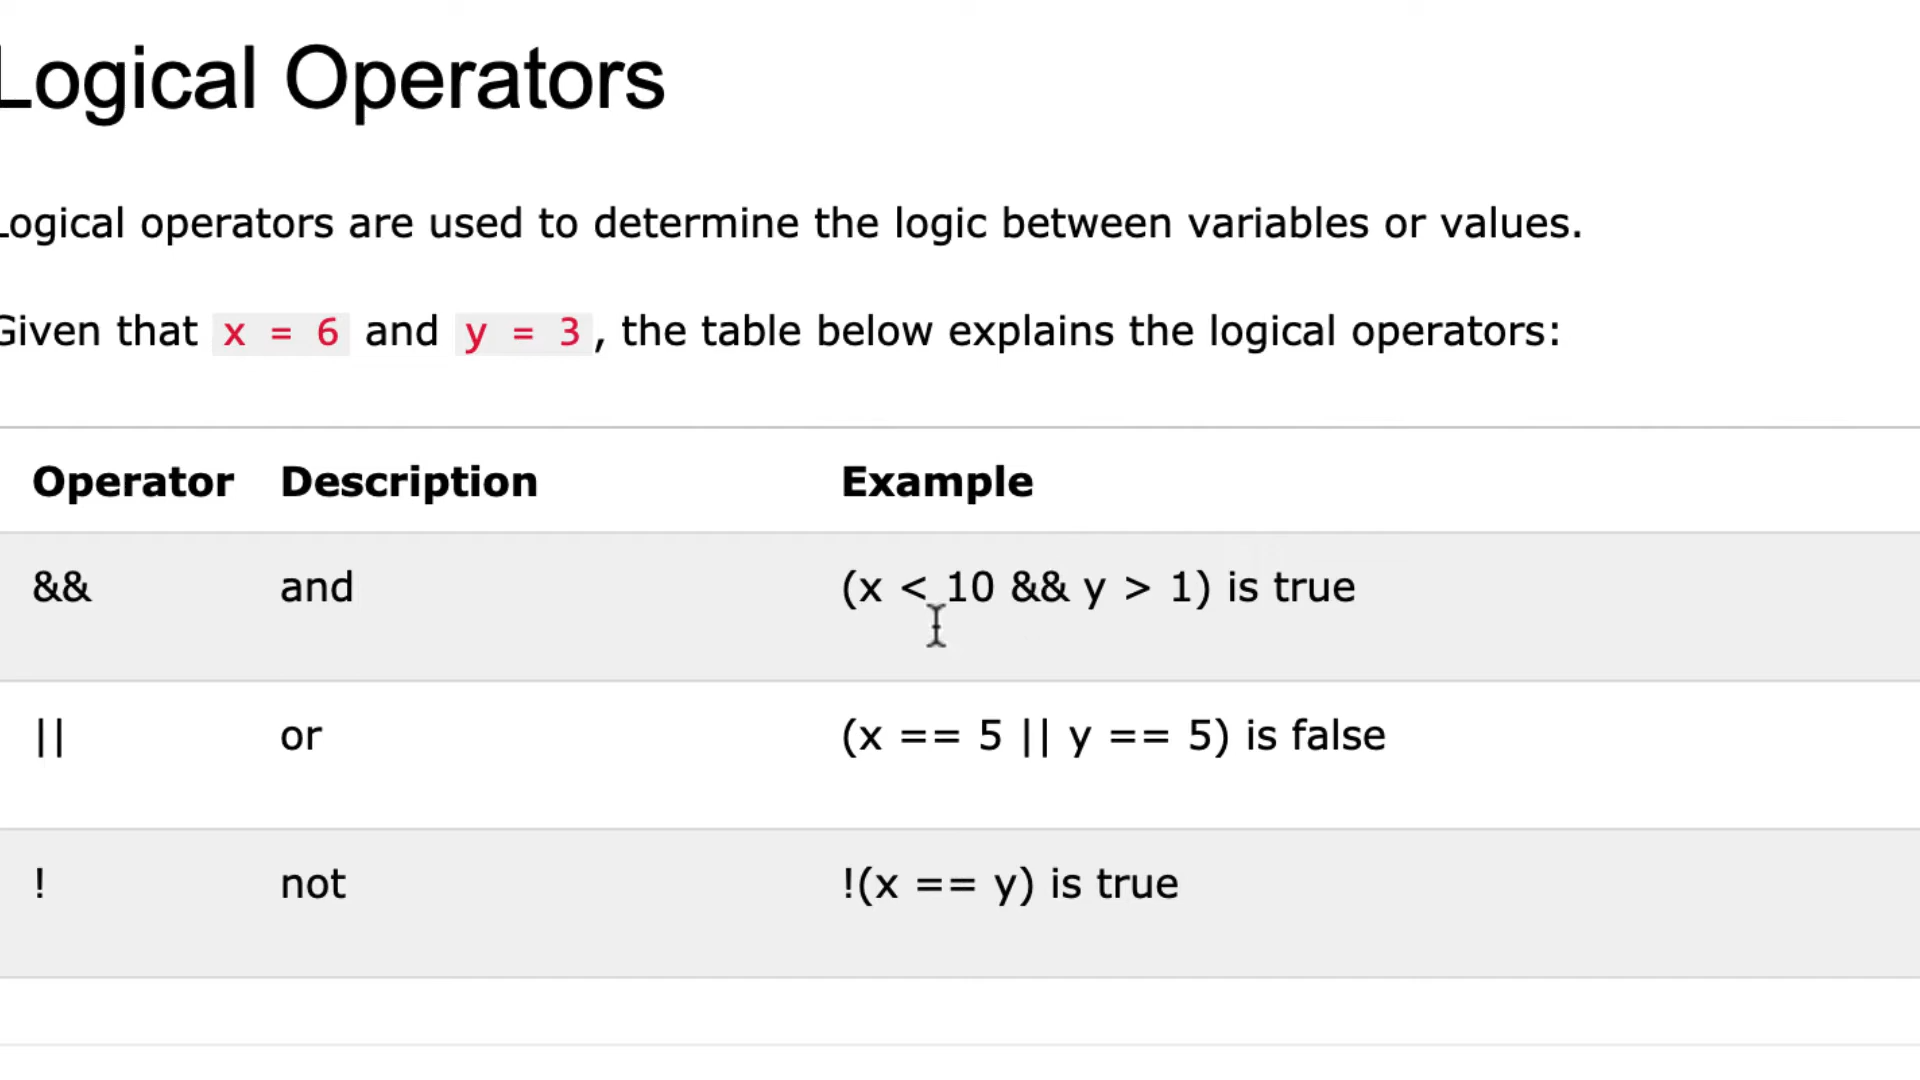 Logical Operators
Logical operators are used to determine the logic between variables or values.
Given that x = 6 and y = 3, the table below explains the logical operators:
Operator Description Example
&& and (x < 10 && y > 1) is true
|| or (x == 5 || y == 5) is false
! not !(x == y) is true